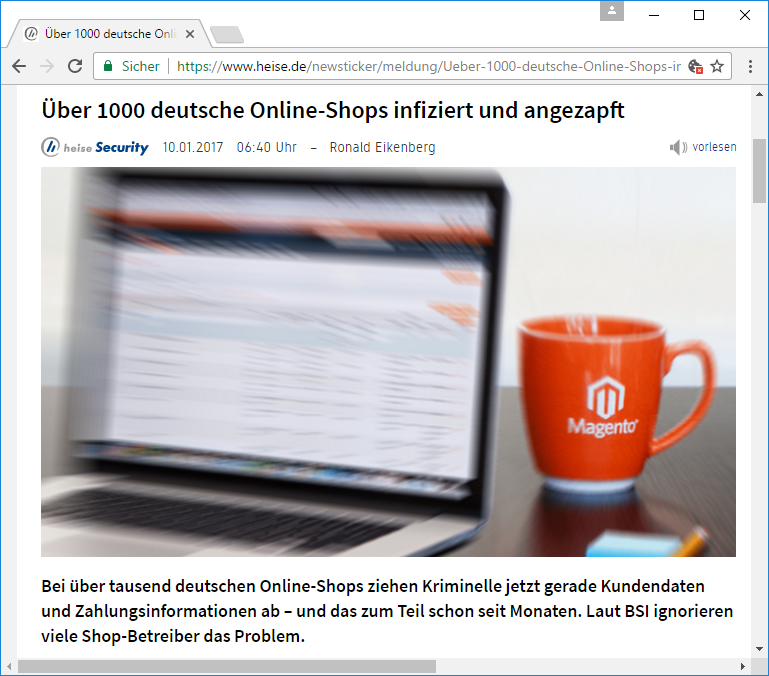 Über 1000 deutsche Onli
Sicher
https://www.heise.de/newsticker/meldung/Ueber-1000-deutsche-Online-Shops-ir
Über 1000 deutsche Online-Shops infiziert und angezapft
heise Security 10.01.2017 06:40 Uhr – Ronald Eikenberg vorlesen
Magento
Bei über tausend deutschen Online-Shops ziehen Kriminelle jetzt gerade Kundendaten
und Zahlungsinformationen ab – und das zum Teil schon seit Monaten. Laut BSI ignorieren
viele Shop-Betreiber das Problem.